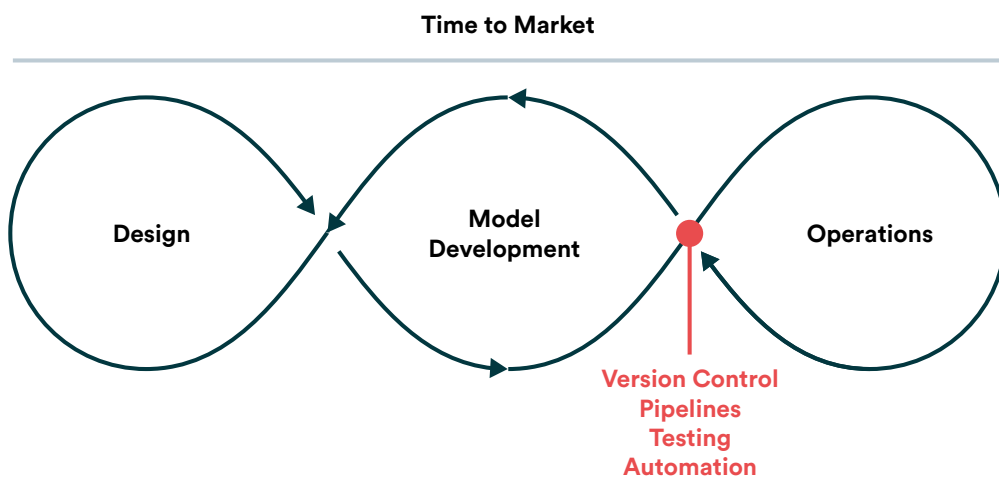 Time to Market
Design
Model
Development
Operations
Version Control
Pipelines
Testing
Automation